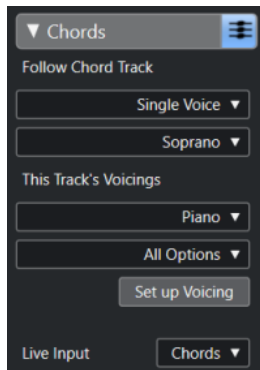 Chords
Follow Chord Track
Single Voice
Soprano
This Track's Voicings
Piano
All Options
Set up Voicing
Live Input Chords